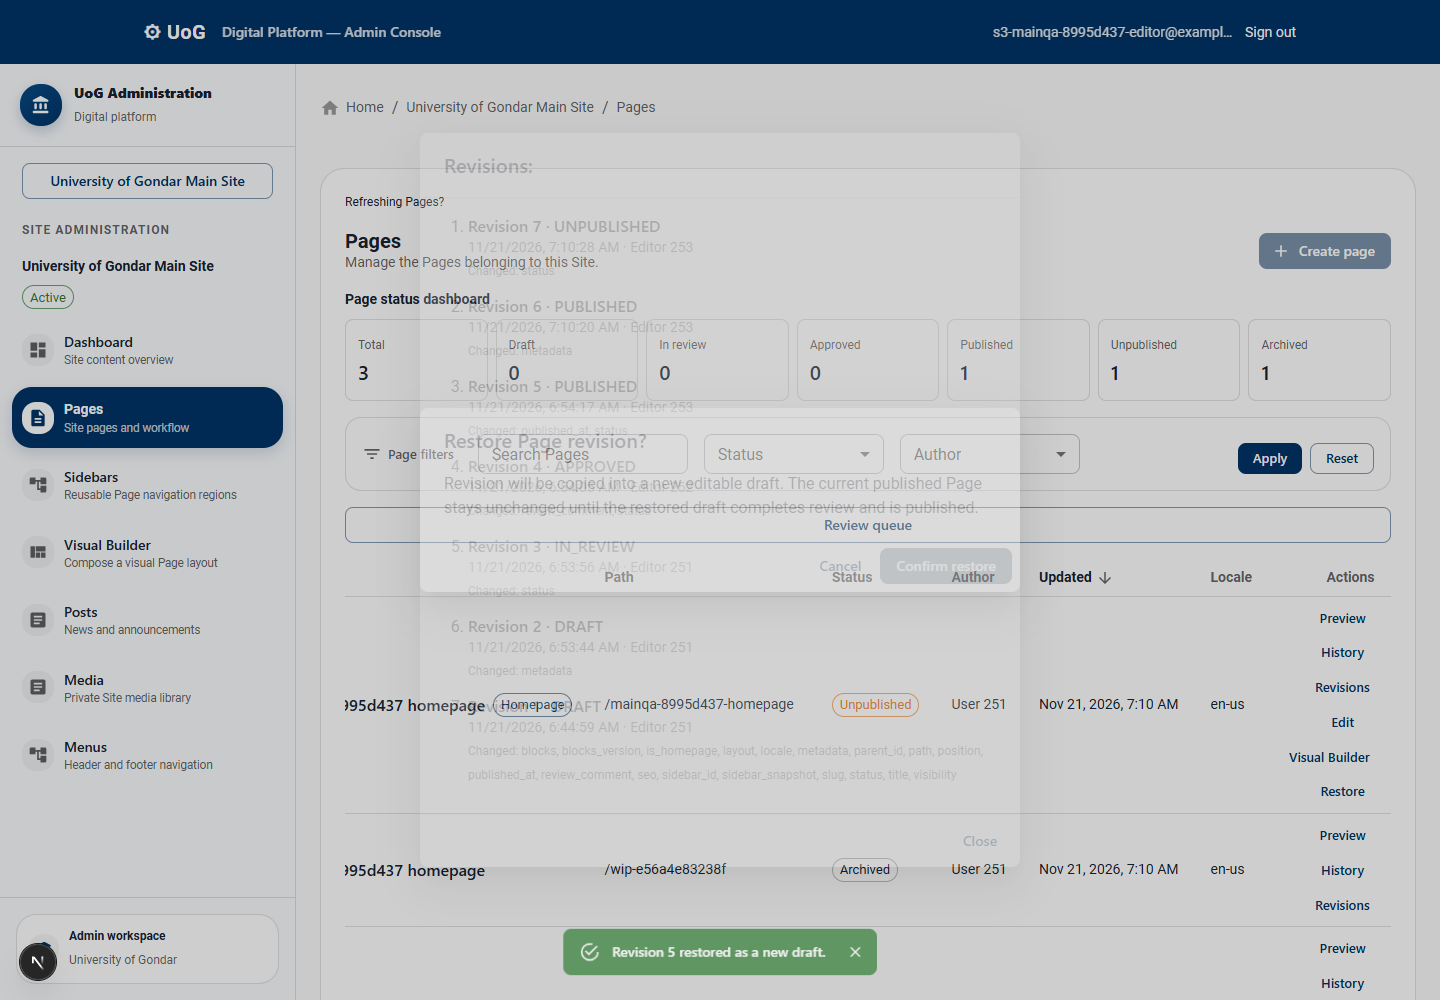 UoG
Digital Platform — Admin Console
s3-mainqa-8995d437-editor@exampl...
Sign out
UoG Administration
Digital platform
University of Gondar Main Site
SITE ADMINISTRATION
University of Gondar Main Site
Active
Dashboard
Site content overview
Pages
Site pages and workflow
Sidebars
Reusable Page navigation regions
Visual Builder
Compose a visual Page layout
Posts
News and announcements
Media
Private Site media library
Menus
Header and footer navigation
Admin workspace
University of Gondar
Home / University of Gondar Main Site / Pages
Refreshing Pages?
Pages
Manage the Pages belonging to this Site.
Create page
Page status dashboard
Total
3
Draft
0
In review
0
Approved
0
Published
1
Unpublished
1
Archived
1
Page filters
Search Pages
Status
Author
Apply
Reset
Review queue
Path
Status
Author
Updated
Locale
Actions
995d437 homepage
Homepage
/mainqa-8995d437-homepage
Unpublished
User 251
Nov 21, 2026, 7:10 AM
en-us
Preview
History
Revisions
Edit
Visual Builder
Restore
995d437 homepage
/wip-e56a4e83238f
Archived
User 251
Nov 21, 2026, 7:10 AM
en-us
Preview
History
Revisions
Preview
History
Revisions:
1. Revision 7 · UNPUBLISHED
11/21/2026, 7:10:28 AM · Editor 253
Changed: status
2. Revision 6 · PUBLISHED
11/21/2026, 7:10:20 AM · Editor 253
Changed: metadata
3. Revision 5 · PUBLISHED
11/21/2026, 6:54:17 AM · Editor 253
Changed: published_at, status
4. Revision 4 · APPROVED
5. Revision 3 · IN_REVIEW
11/21/2026, 6:53:56 AM · Editor 251
Changed: status
6. Revision 2 · DRAFT
11/21/2026, 6:53:44 AM · Editor 251
Changed: metadata
DRAFT
11/21/2026, 6:44:59 AM · Editor 251
Changed: blocks, blocks_version, is_homepage, layout, locale, metadata, parent_id, path, position,
published_at, review_comment, seo, sidebar_id, sidebar_snapshot, slug, status, title, visibility
Close
Restore Page revision?
Revision will be copied into a new editable draft. The current published Page
stays unchanged until the restored draft completes review and is published.
Cancel
Confirm restore
Revision 5 restored as a new draft.